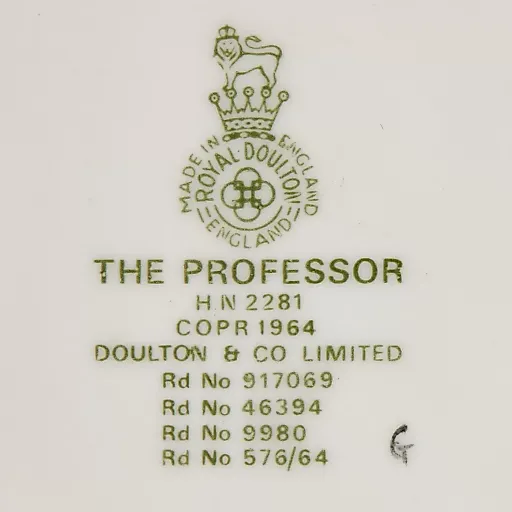 MADE IN ENGLAND
ROYAL DOULTON
ENGLAND
THE PROFESSOR
H N 2281
COPR 1964
DOULTON & CO LIMITED
Rd No 917069
Rd No 46394
Rd No 9980
Rd No 576/64
G